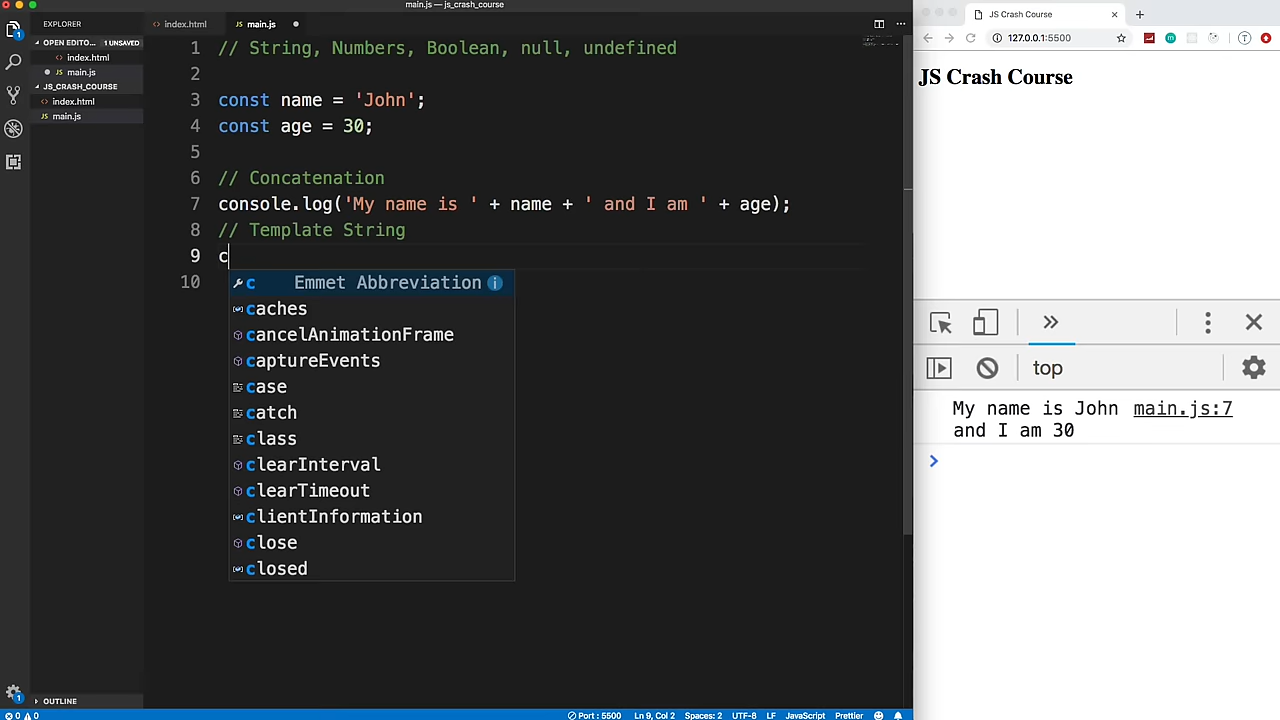 main.js — js_crash_course
EXPLORER
OPEN EDITO... 1 UNSAVED
index.html
main.js
JS_CRASH_COURSE
index.html
main.js
OUTLINE
index.html
main.js
1 // String, Numbers, Boolean, null, undefined
2
3 const name = 'John';
4 const age = 30;
5
6 // Concatenation
7 console.log('My name is ' + name + ' and I am ' + age);
8 // Template String
9 c
10
c Emmet Abbreviation
caches
cancelAnimationFrame
captureEvents
case
catch
class
clearInterval
clearTimeout
clientInformation
close
closed
0 0 Port : 5500 Ln 9, Col 2 Spaces: 2 UTF-8 LF JavaScript Prettier
JS Crash Course
127.0.0.1:5500
JS Crash Course
top
My name is John main.js:7
and I am 30